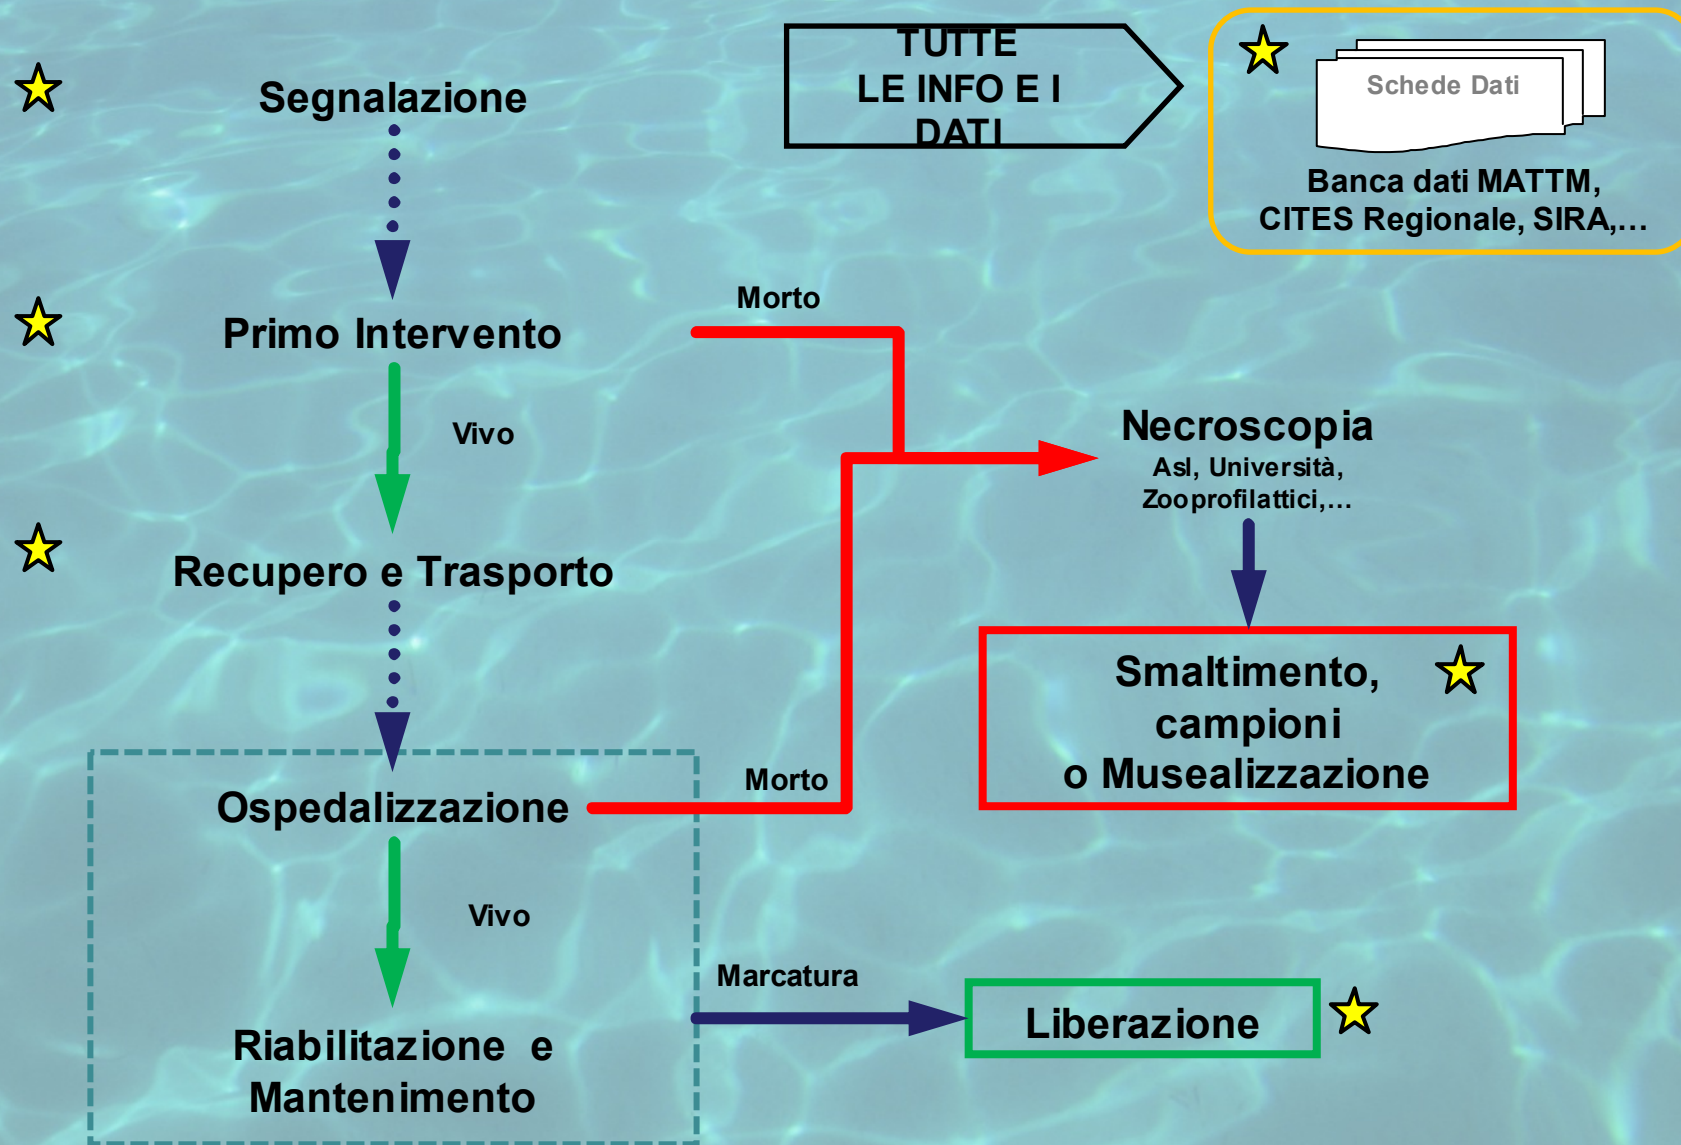 TUTTE
LE INFO E I
DATI
Schede Dati
Banca dati MATTM,
CITES Regionale, SIRA,...
Segnalazione
Morto
Primo Intervento
Vivo
Necroscopia
Asl, Università,
Zooprofilattici,...
Recupero e Trasporto
Smaltimento,
campioni
o Musealizzazione
Morto
Ospedalizzazione
Vivo
Marcatura
Liberazione
Riabilitazione e
Mantenimento